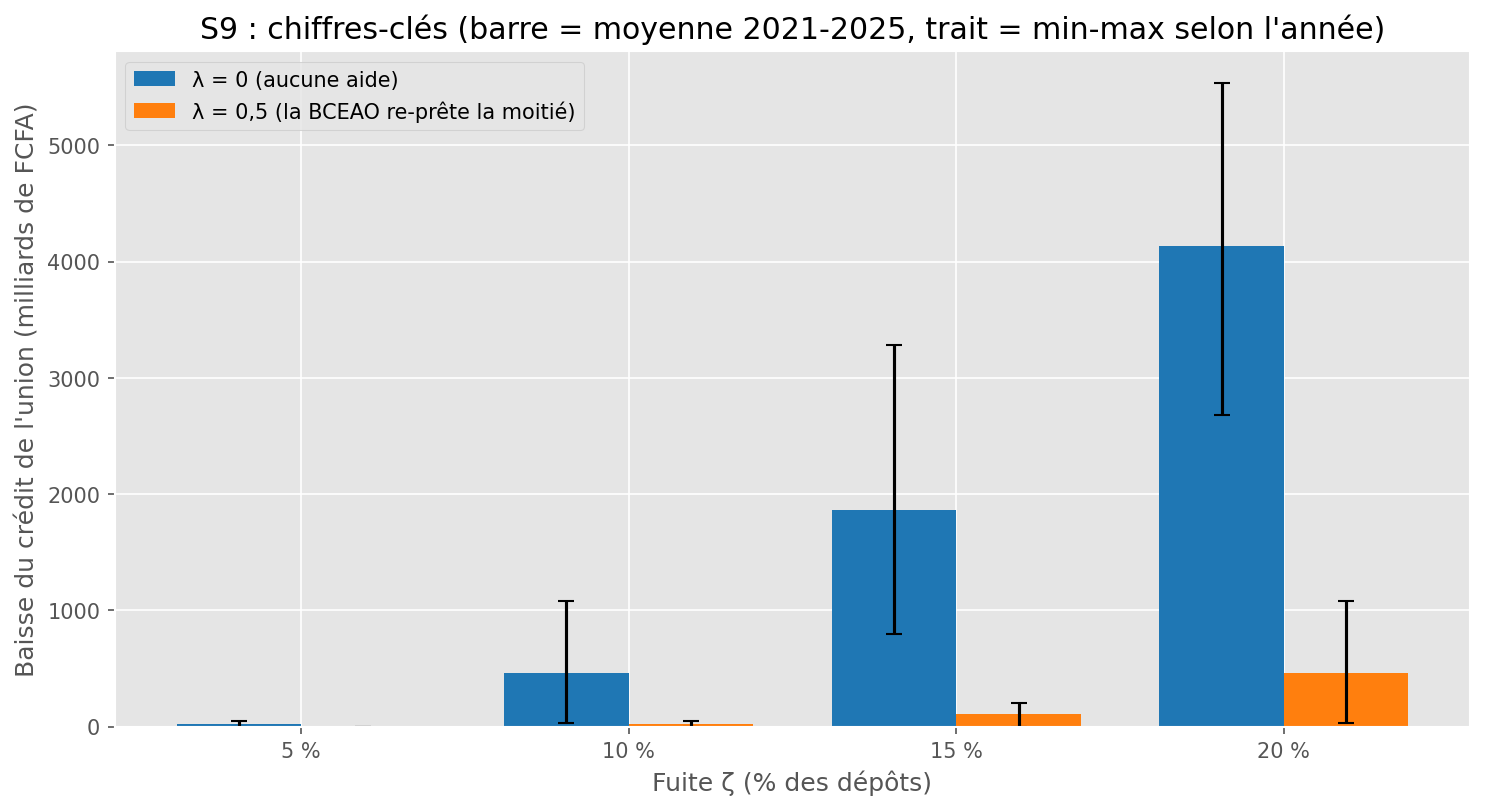 S9 : chiffres-clés (barre = moyenne 2021-2025, trait = min-max selon l'année)
λ = 0 (aucune aide)
λ = 0,5 (la BCEAO re-prête la moitié)
Baisse du crédit de l'union (milliards de FCFA)
5000
4000
3000
2000
1000
0
5 %
10 %
15 %
20 %
Fuite ζ (% des dépôts)